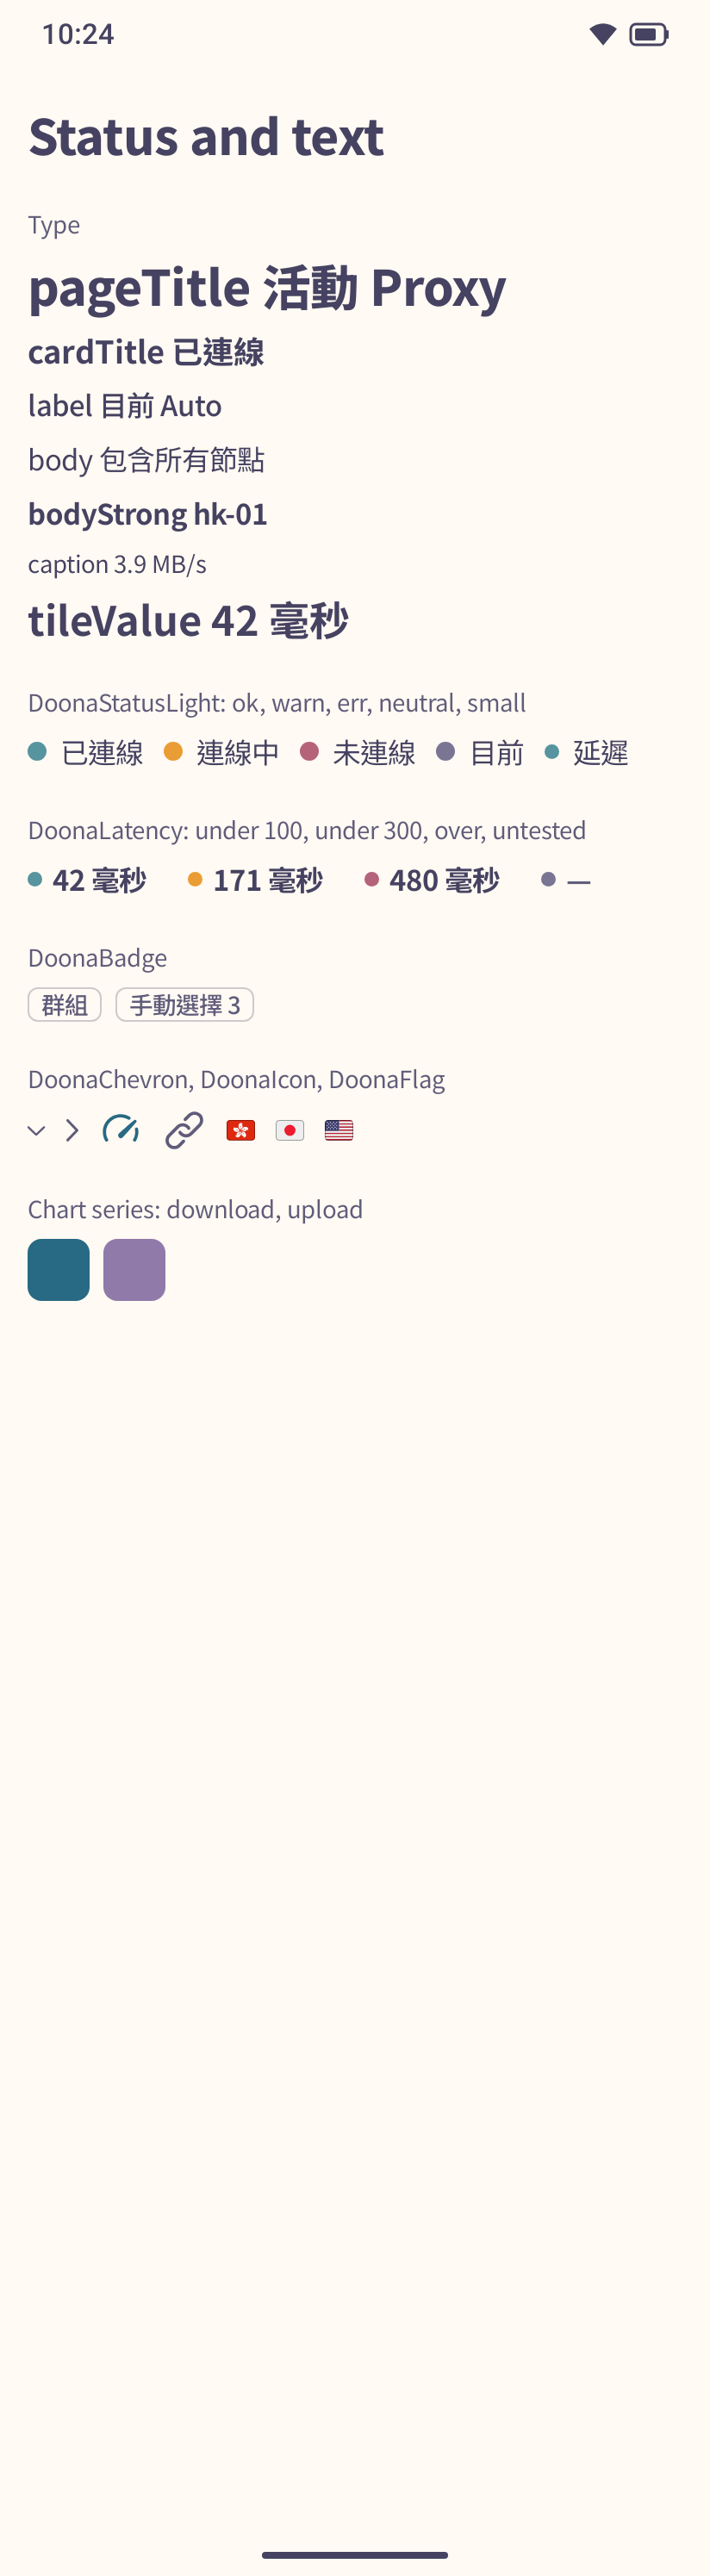 10:24
Status and text
Type
pageTitle 活動 Proxy
cardTitle 已連線
label 目前 Auto
body 包含所有節點
bodyStrong hk-01
caption 3.9 MB/s
tileValue 42 毫秒
DoonaStatusLight: ok, warn, err, neutral, small
已連線 連線中 未連線 目前 延遲
DoonaLatency: under 100, under 300, over, untested
42 毫秒 171 毫秒 480 毫秒 —
DoonaBadge
群組 手動選擇 3
DoonaChevron, DoonaIcon, DoonaFlag
Chart series: download, upload